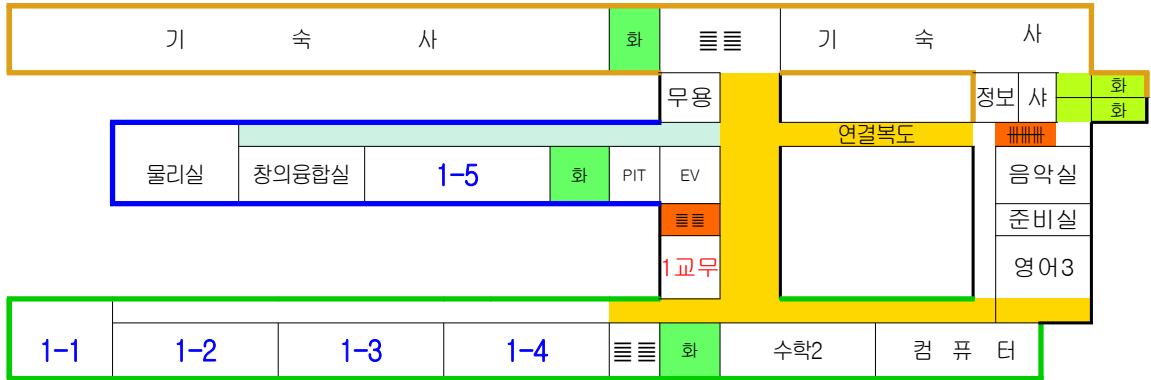 기 숙 사 화 기 숙 사
무용 정보 샤 화
화
연결복도
물리실 창의융합실 1-5 화 PIT EV 음악실
준비실
1교무 영어3
1-1 1-2 1-3 1-4 화 수학2 컴 퓨 터